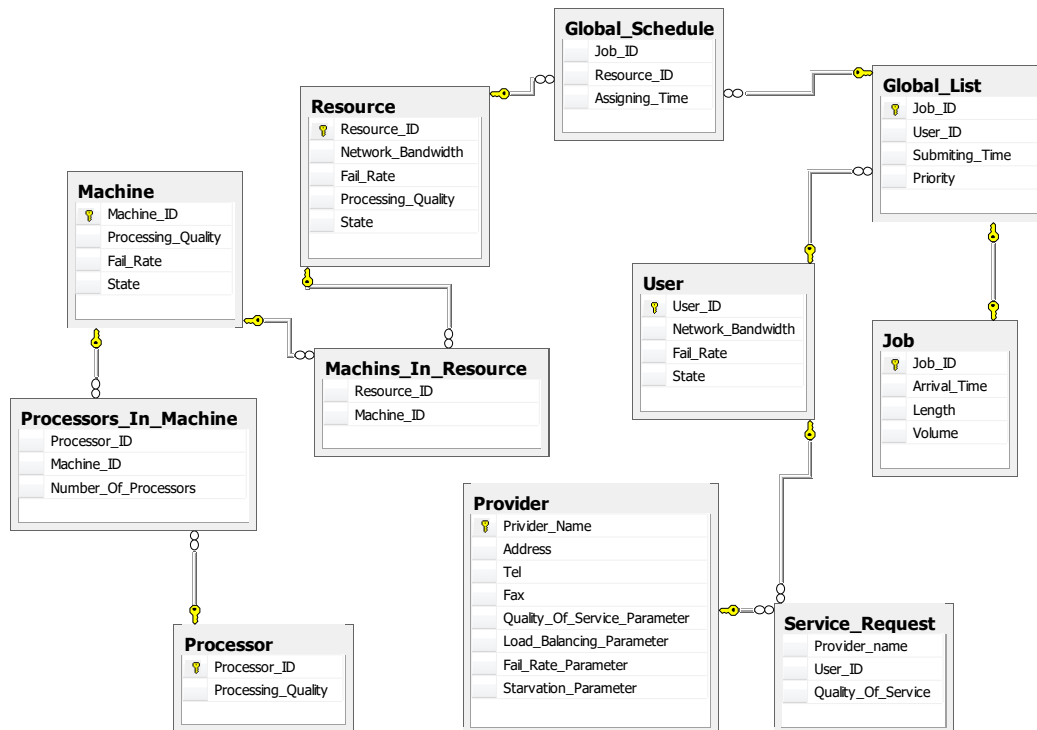 Global_Schedule
Job_ID
Resource_ID
Assigning_Time
Global_List
Job_ID
User_ID
Submiting_Time
Priority
Resource
Resource_ID
Network_Bandwidth
Fail_Rate
Processing_Quality
State
Machine
Machine_ID
Processing_Quality
Fail_Rate
State
User
User_ID
Network_Bandwidth
Fail_Rate
State
Job
Job_ID
Arrival_Time
Length
Volume
Machins_In_Resource
Resource_ID
Machine_ID
Processors_In_Machine
Processor_ID
Machine_ID
Number_Of_Processors
Provider
Privider_Name
Address
Tel
Fax
Quality_Of_Service_Parameter
Load_Balancing_Parameter
Fail_Rate_Parameter
Starvation_Parameter
Service_Request
Provider_name
User_ID
Quality_Of_Service
Processor
Processor_ID
Processing_Quality